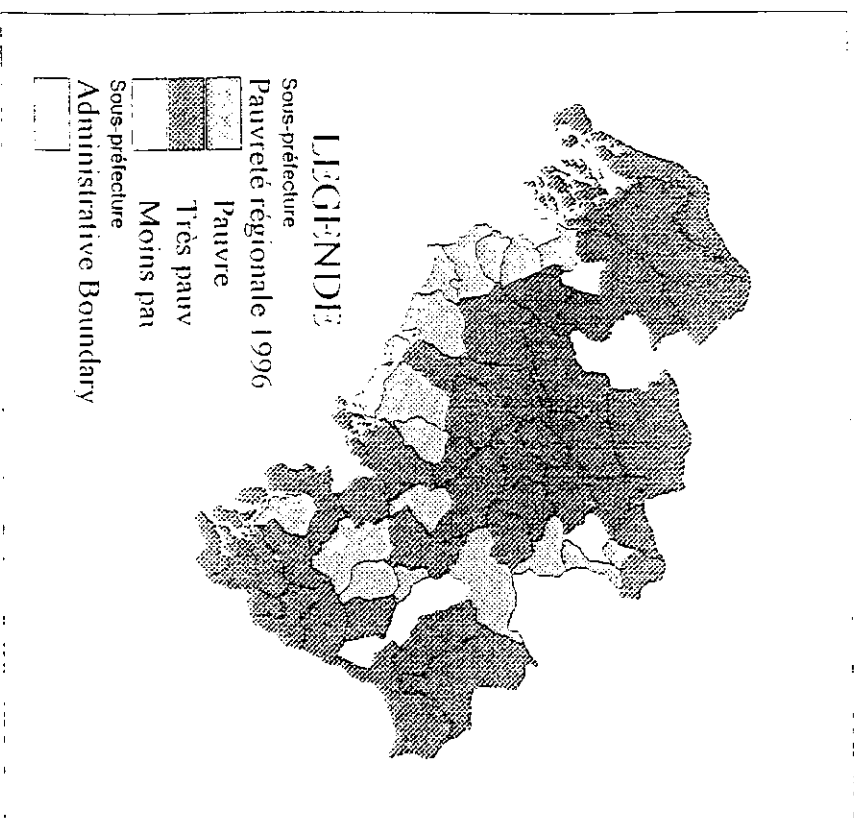 LEGENDE
Sous-préfecture
Pauvreté régionale 1996
Pauvre
Très pauv
Moins pau
Sous-préfecture
Administrative Boundary